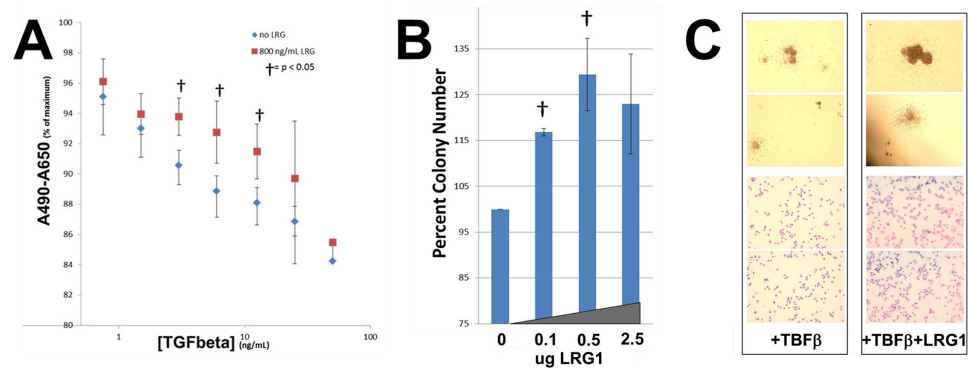 A
B
C
no LRG
800 ng/mL LRG
†= p < 0.05
A490-A650 (% of maximum)
100
98
96
94
92
90
88
86
84
82
80
1
10
100
[TGFbeta] (ng/mL)
† † †
Percent Colony Number
135
125
115
105
95
85
75
† †
0 0.1 0.5 2.5
ug LRG1
+TBFβ
+TBFβ+LRG1